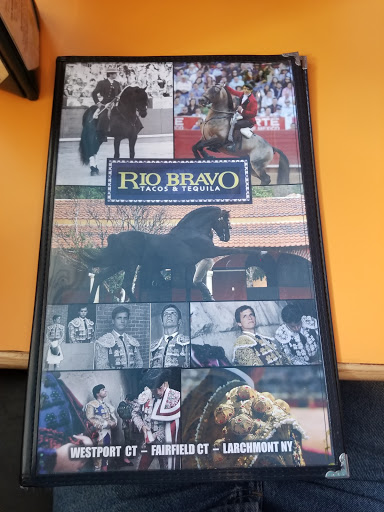 RIO BRAVO
TACOS & TEQUILA
WESTPORT CT – FAIRFIELD CT – LARCHMONT NY